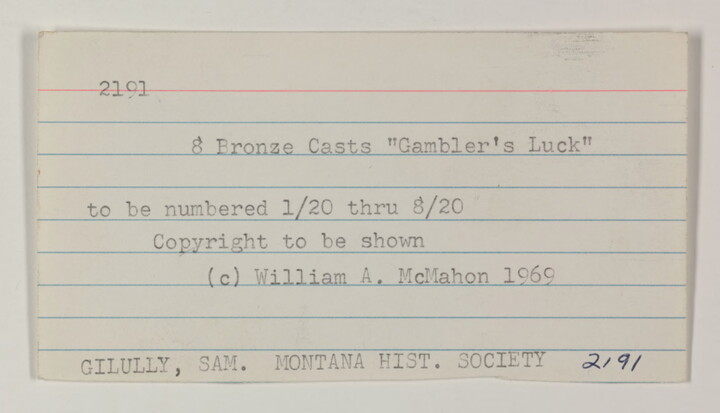 2191
8 Bronze Casts "Gambler's Luck"
to be numbered 1/20 thru 8/20
Copyright to be shown
(c) William A. McMahon 1969
GILULLY, SAM. MONTANA HIST. SOCIETY 2191